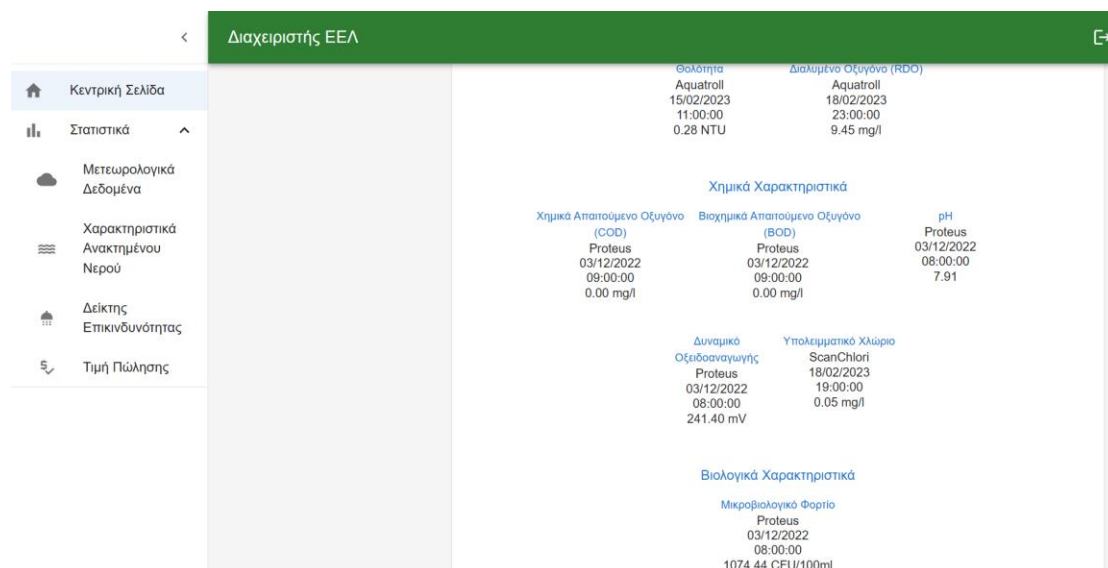 Διαχειριστής ΕΕΛ
Κεντρική Σελίδα
Στατιστικά
Μετεωρολογικά
Δεδομένα
Χαρακτηριστικά
Ανακτημένου
Νερού
Δείκτης
Επικινδυνότητας
Τιμή Πώλησης
Θολότητα
Aquatroll
15/02/2023
11:00:00
0.28 NTU
Διαλυμένο Οξυγόνο (RDO)
Aquatroll
18/02/2023
23:00:00
9.45 mg/l
Χημικά Χαρακτηριστικά
Χημικά Απαιτούμενο Οξυγόνο
(COD)
Proteus
03/12/2022
09:00:00
0.00 mg/l
Βιοχημικά Απαιτούμενο Οξυγόνο
(BOD)
Proteus
03/12/2022
09:00:00
0.00 mg/l
pH
Proteus
03/12/2022
08:00:00
7.91
Δυναμικό
Οξειδοαναγωγής
Proteus
03/12/2022
08:00:00
241.40 mV
Υπολειμματικό Χλώριο
ScanChlori
18/02/2023
19:00:00
0.05 mg/l
Βιολογικά Χαρακτηριστικά
Μικροβιολογικό Φορτίο
Proteus
03/12/2022
08:00:00
1074.44 CFU/100ml